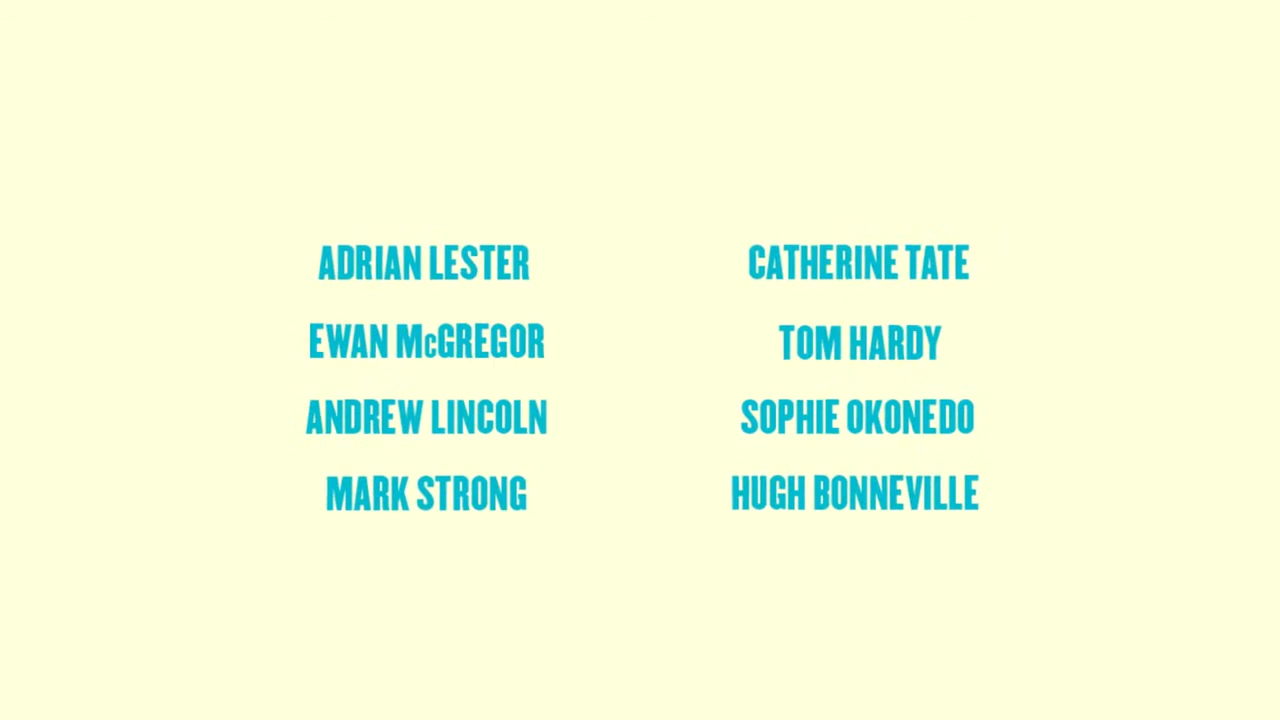 ADRIAN LESTER
CATHERINE TATE
EWAN McGREGOR
TOM HARDY
ANDREW LINCOLN
SOPHIE OKONEDO
MARK STRONG
HUGH BONNEVILLE